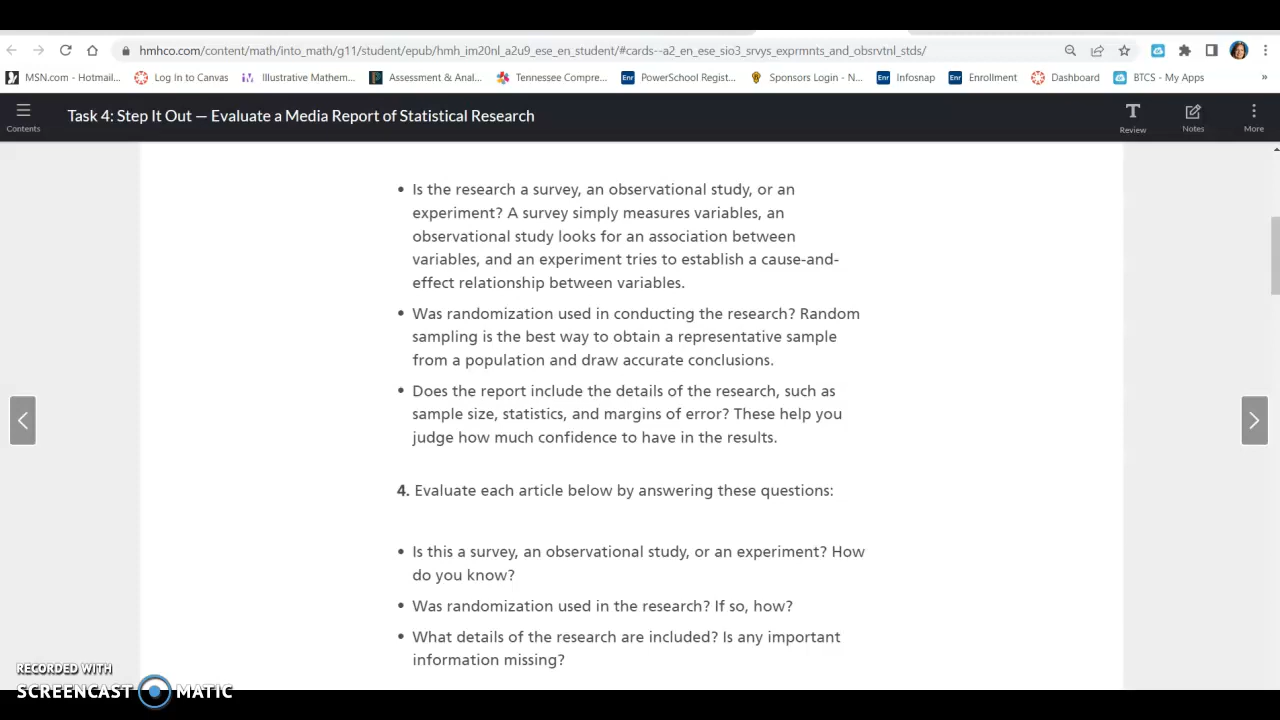 hmhco.com/content/math/into_math/g11/student/epub/hmh_im20nl_a2u9_ese_en_student/#cards--a2_en_ese_sio3_srvys_exprmnts_and_obsrvtnl_stds/
MSN.com - Hotmail... Log In to Canvas Illustrative Mathem... Assessment & Anal... Tennessee Compre... Enr PowerSchool Regist... Sponsors Login - N... Enr Infosnap Enr Enrollment Dashboard BTCS - My Apps »
Contents Task 4: Step It Out — Evaluate a Media Report of Statistical Research T Review Notes More
• Is the research a survey, an observational study, or an
experiment? A survey simply measures variables, an
observational study looks for an association between
variables, and an experiment tries to establish a cause-and-
effect relationship between variables.
• Was randomization used in conducting the research? Random
sampling is the best way to obtain a representative sample
from a population and draw accurate conclusions.
• Does the report include the details of the research, such as
sample size, statistics, and margins of error? These help you
judge how much confidence to have in the results.
4. Evaluate each article below by answering these questions:
• Is this a survey, an observational study, or an experiment? How
do you know?
• Was randomization used in the research? If so, how?
• What details of the research are included? Is any important
information missing?
RECORDED WITH
SCREENCAST MATIC